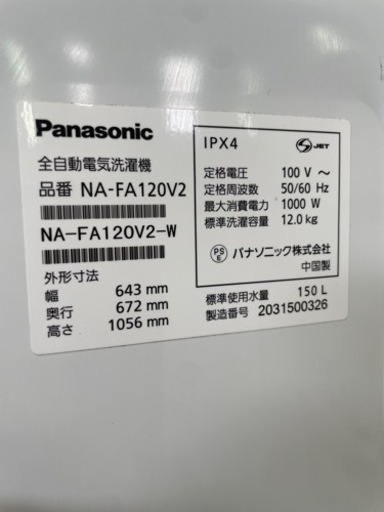 Panasonic
全自動電気洗濯機
品番 NA-FA120V2
NA-FA120V2-W
外形寸法
幅 643 mm
奥行 672 mm
高さ 1056 mm
IPX4
S JET
定格電圧 100 V ～
定格周波数 50/60 Hz
最大消費電力 1000 W
標準洗濯容量 12.0 kg
PSE パナソニック株式会社
中国製
標準使用水量 150 L
製造番号 2031500326